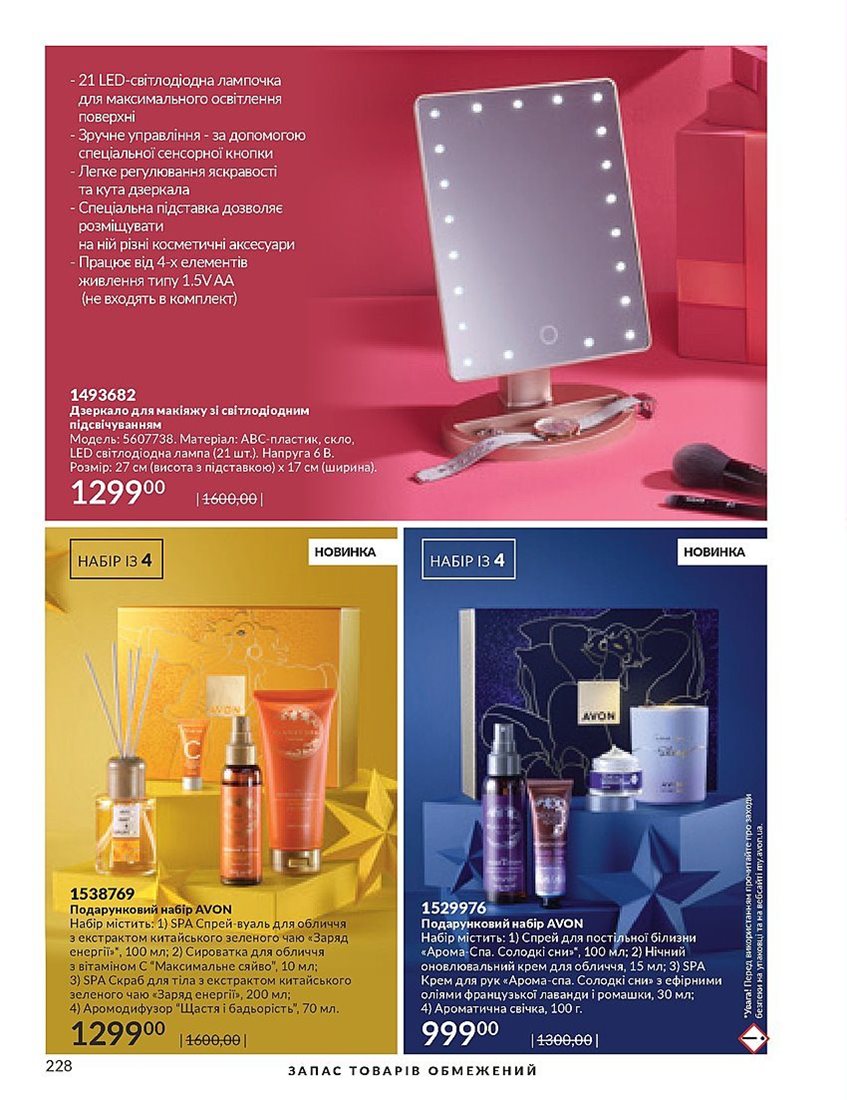 - 21 LED-світлодіодна лампочка
для максимального освітлення
поверхні
- Зручне управління - за допомогою
спеціальної сенсорної кнопки
- Легке регулювання яскравості
та кута дзеркала
- Спеціальна підставка дозволяє
розміщувати
на ній різні косметичні аксесуари
- Працює від 4-х елементів
живлення типу 1.5V AA
(не входять в комплект)
1493682
Дзеркало для макіяжу зі світлодіодним
підсвічуванням
Модель: 5607738. Матеріал: АВС-пластик, скло,
LED світлодіодна лампа (21 шт.). Напруга 6 В.
Розмір: 27 см (висота з підставкою) х 17 см (ширина).
1299 00 | 1600,00 |
НАБІР ІЗ 4
НОВИНКА
AVON
C
1538769
Подарунковий набір AVON
Набір містить: 1) SPA Спрей-вуаль для обличчя
з екстрактом китайського зеленого чаю «Заряд
енергії»*, 100 мл; 2) Сироватка для обличчя
з вітаміном С "Максимальне сяйво", 10 мл;
3) SPA Скраб для тіла з екстрактом китайського
зеленого чаю «Заряд енергії», 200 мл;
4) Аромодифузор "Щастя і бадьорість", 70 мл.
1299 00 | 1600,00 |
НАБІР ІЗ 4
НОВИНКА
AVON
AVON
1529976
Подарунковий набір AVON
Набір містить: 1) Спрей для постільної білизни
«Арома-Спа. Солодкі сни»*, 100 мл; 2) Нічний
оновлювальний крем для обличчя, 15 мл; 3) SPA
Крем для рук «Арома-спа. Солодкі сни» з ефірними
оліями французької лаванди і ромашки, 30 мл;
4) Ароматична свічка, 100 г.
999 00 | 1300,00 |
*Увага! Перед використанням прочитайте про заходи
безпеки на упаковці та на вебсайті my.avon.ua.
228
ЗАПАС ТОВАРІВ ОБМЕЖЕНИЙ